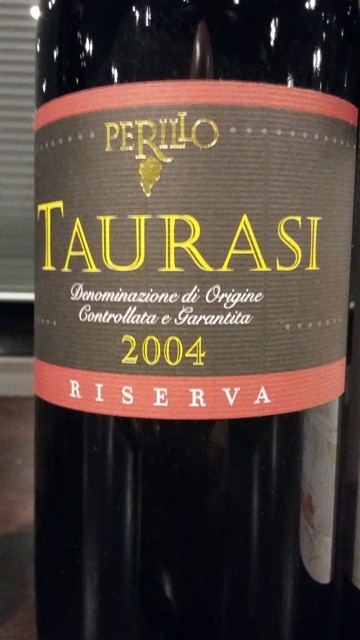 PERILLO
TAURASI
Denominazione di Origine
Controllata e Garantita
2004
RISERVA